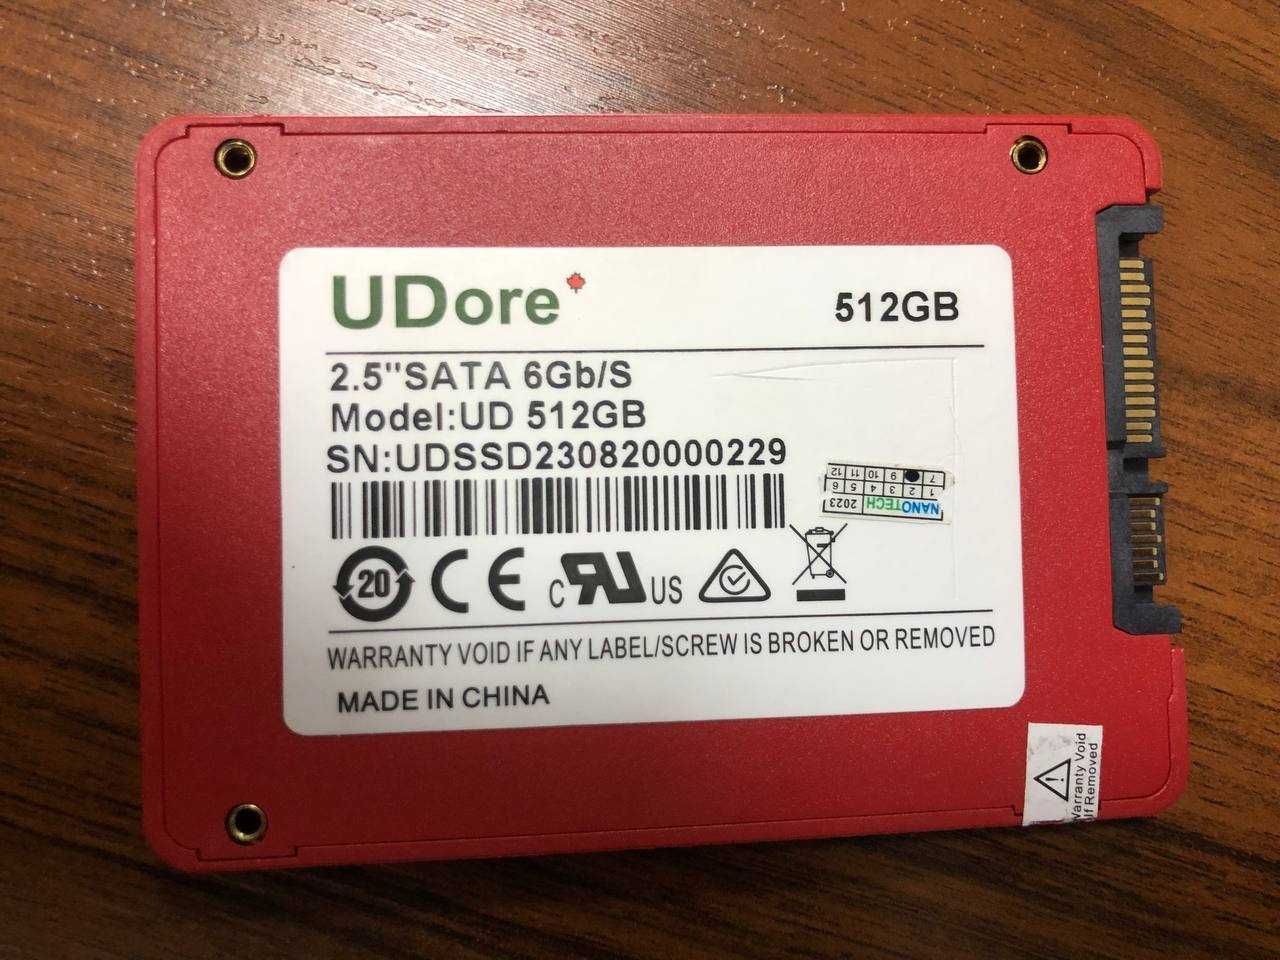 UDore
512GB
2.5"SATA 6Gb/S
Model:UD 512GB
SN:UDSSD230820000229
NANOTECH 2023
1 2 3 4 5 6
7 9 10 11 12
20
CE
c RU US
WARRANTY VOID IF ANY LABEL/SCREW IS BROKEN OR REMOVED
MADE IN CHINA
Warranty Void
If Removed